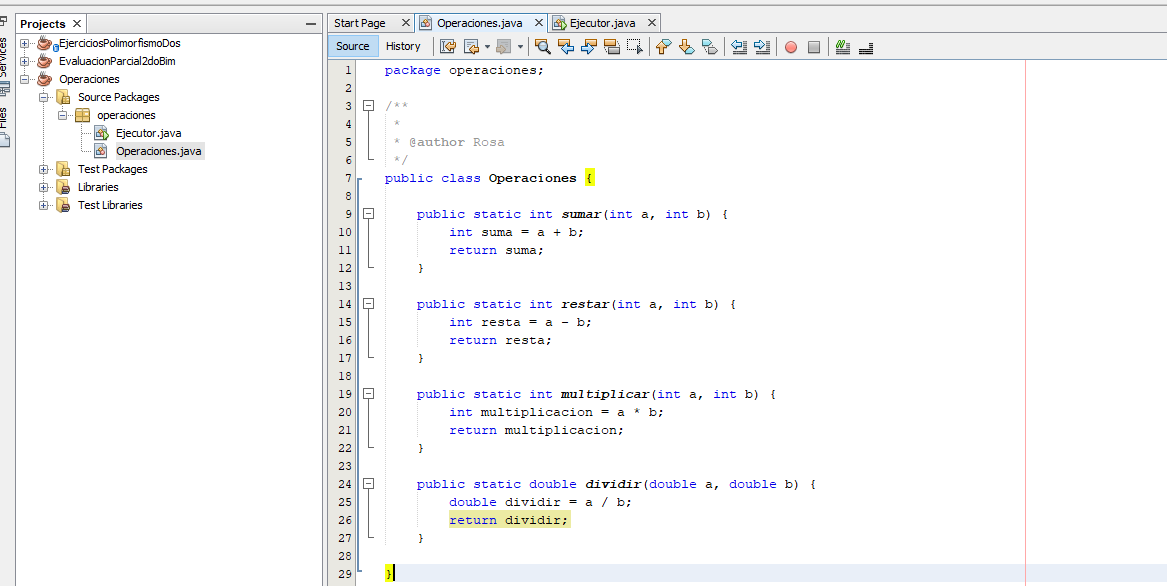 Projects
Services
Files
EjerciciosPolimorfismoDos
EvaluacionParcial2doBim
Operaciones
Source Packages
operaciones
Ejecutor.java
Operaciones.java
Test Packages
Libraries
Test Libraries
Start Page
Operaciones.java
Ejecutor.java
Source History
1 package operaciones;
2
3 /**
4 *
5 * @author Rosa
6 */
7 public class Operaciones {
8
9 public static int sumar(int a, int b) {
10 int suma = a + b;
11 return suma;
12 }
13
14 public static int restar(int a, int b) {
15 int resta = a - b;
16 return resta;
17 }
18
19 public static int multiplicar(int a, int b) {
20 int multiplicacion = a * b;
21 return multiplicacion;
22 }
23
24 public static double dividir(double a, double b) {
25 double dividir = a / b;
26 return dividir;
27 }
28
29 }